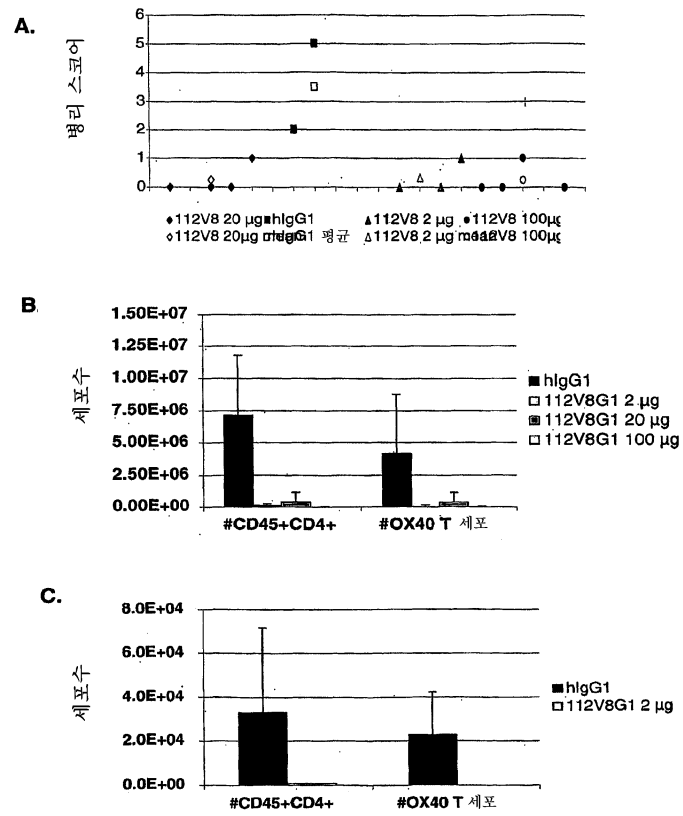 A.
병리 스코어
6
5
4
3
2
1
0
◆112V8 20 µg ■hIgG1 ▲112V8 2 µg ●112V8 100µg
◇112V8 20µg □hIgG1 평균 △112V8 2 µg mean ○112V8 100µg
B.
세포수
1.50E+07
1.25E+07
1.00E+07
7.50E+06
5.00E+06
2.50E+06
0.00E+00
#CD45+CD4+ #OX40 T 세포
hIgG1
112V8G1 2 µg
112V8G1 20 µg
112V8G1 100 µg
C.
세포수
8.0E+04
6.0E+04
4.0E+04
2.0E+04
0.0E+00
#CD45+CD4+ #OX40 T 세포
hIgG1
112V8G1 2 µg